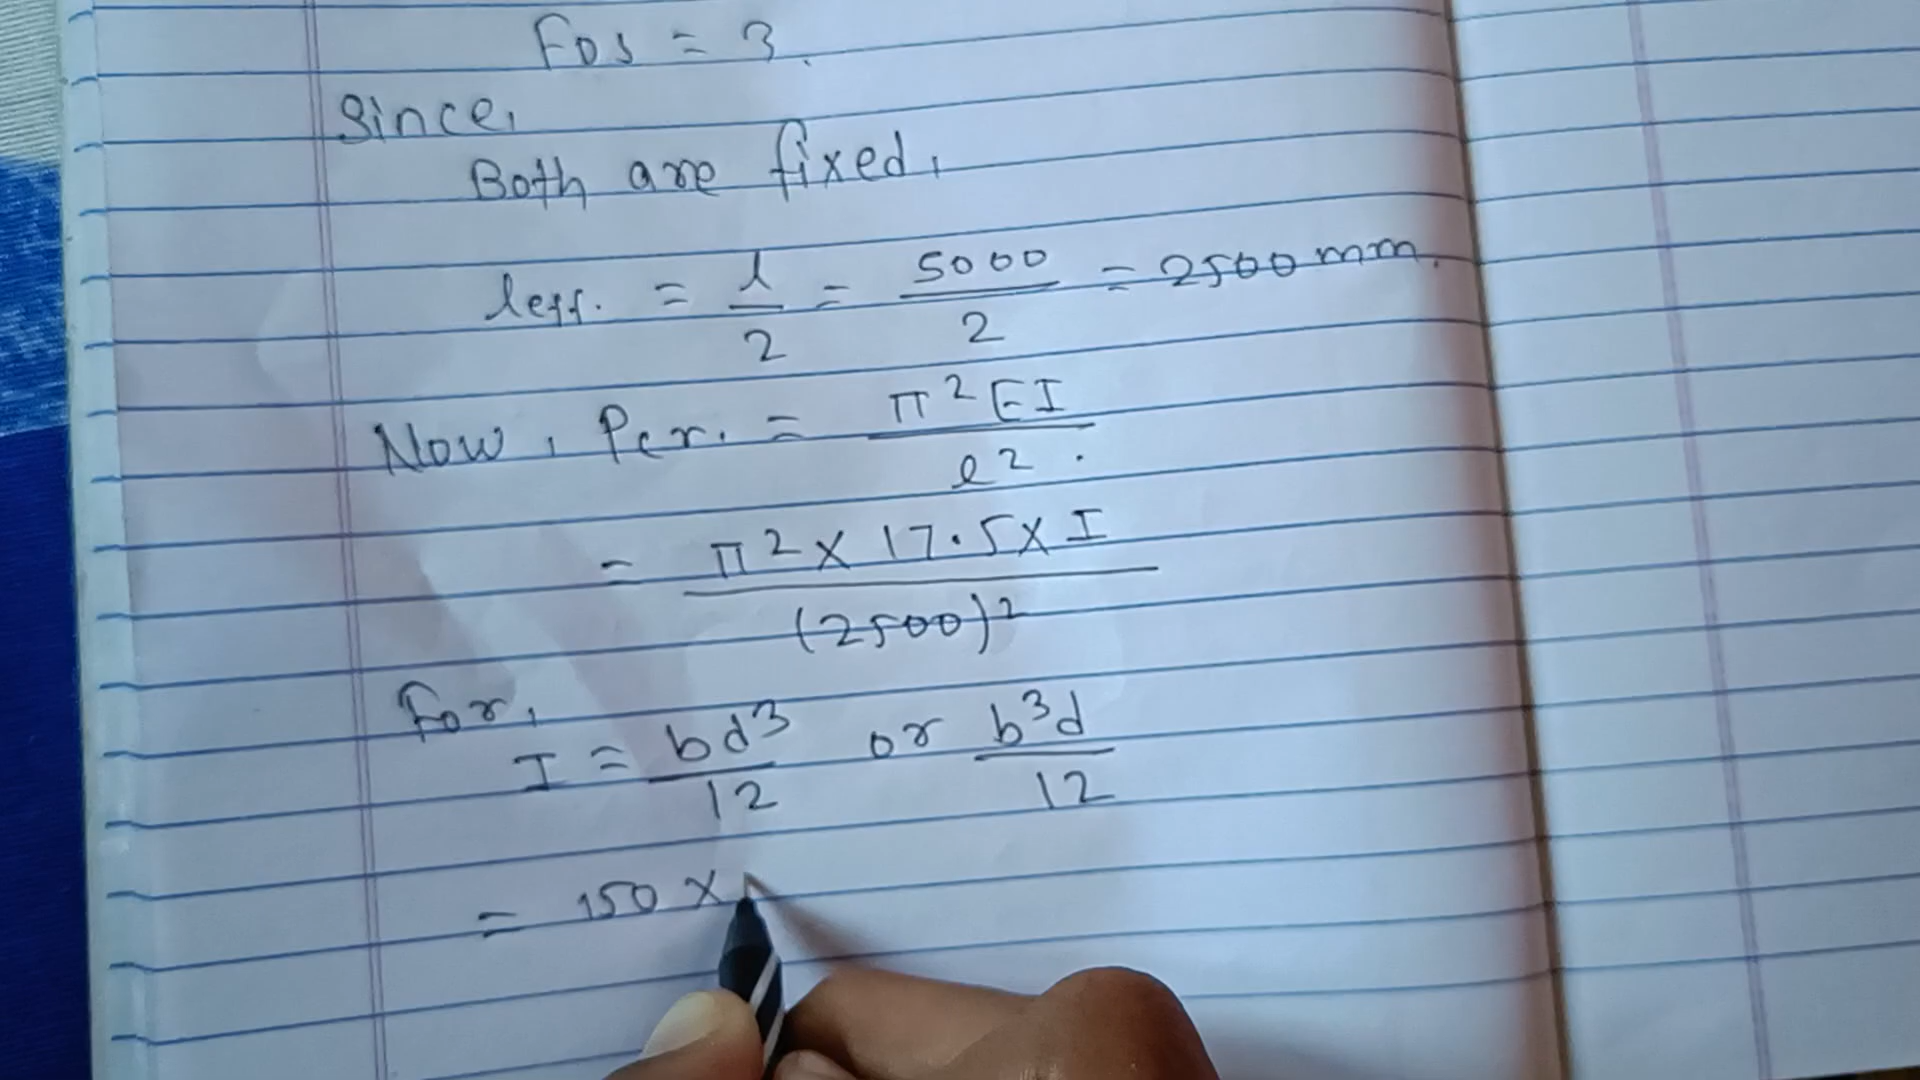 FOS = 3.
Since,
Both are fixed,
leff. = l/2 = 5000/2 = 2500 mm.
Now, Pcr. = π²EI/l².
= π² × 17.5 × I/(2500)²
For,
I = bd³/12 or b³d/12
= 150 ×